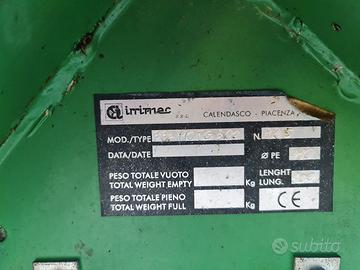 irrimec s.r.l. CALENDASCO - PIACENZA
MOD./TYPE N.
DATA/DATE Ø PE
PESO TOTALE VUOTO LENGHT
TOTAL WEIGHT EMPTY Kg LUNG.
PESO TOTALE PIENO
TOTAL WEIGHT FULL Kg CE
subito